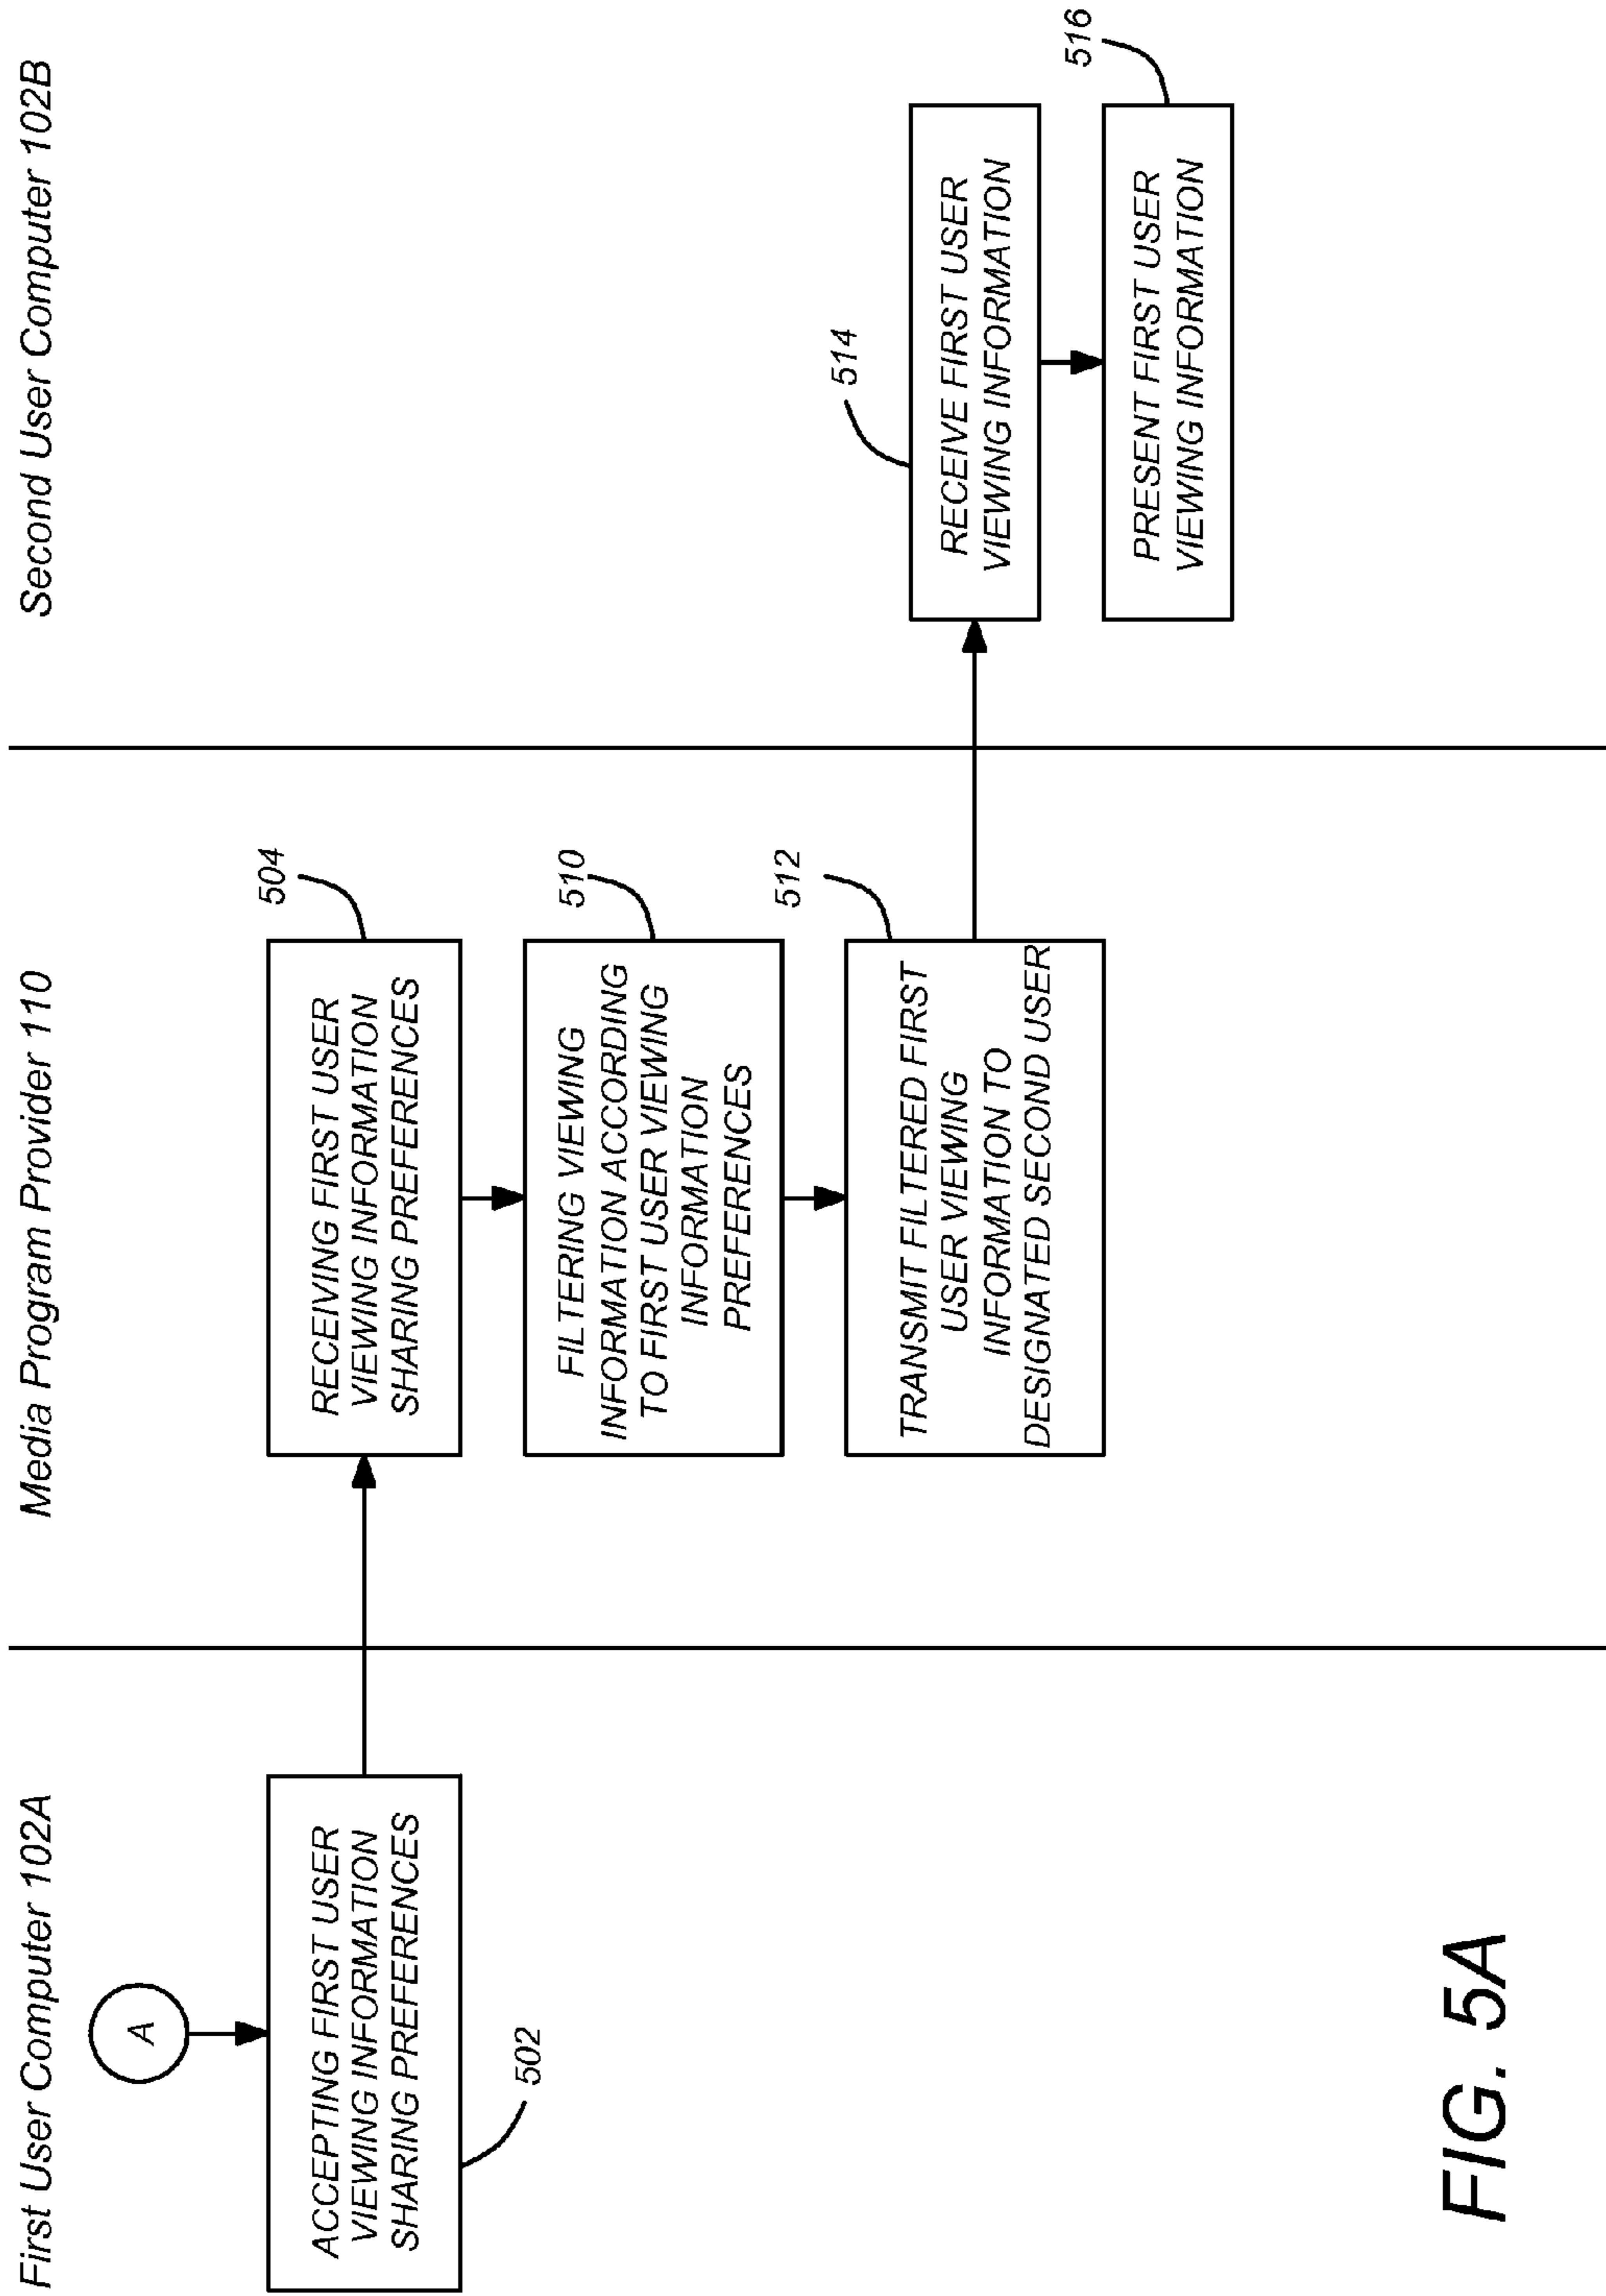 First User Computer 102A
Media Program Provider 110
Second User Computer 102B
A
ACCEPTING FIRST USER
VIEWING INFORMATION
SHARING PREFERENCES
502
RECEIVING FIRST USER
VIEWING INFORMATION
SHARING PREFERENCES
504
FILTERING VIEWING
INFORMATION ACCORDING
TO FIRST USER VIEWING
INFORMATION
PREFERENCES
510
TRANSMIT FILTERED FIRST
USER VIEWING
INFORMATION TO
DESIGNATED SECOND USER
512
RECEIVE FIRST USER
VIEWING INFORMATION
514
PRESENT FIRST USER
VIEWING INFORMATION
516
FIG. 5A